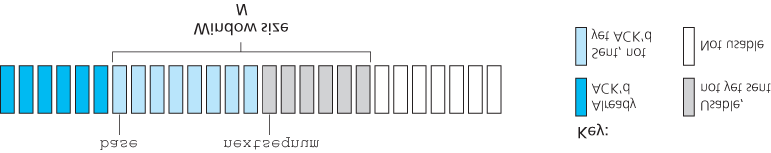 base
nextseqnum
Window size
N
Key:
Already
ACK'd
Sent, not
yet ACK'd
Usable,
not yet sent
Not usable